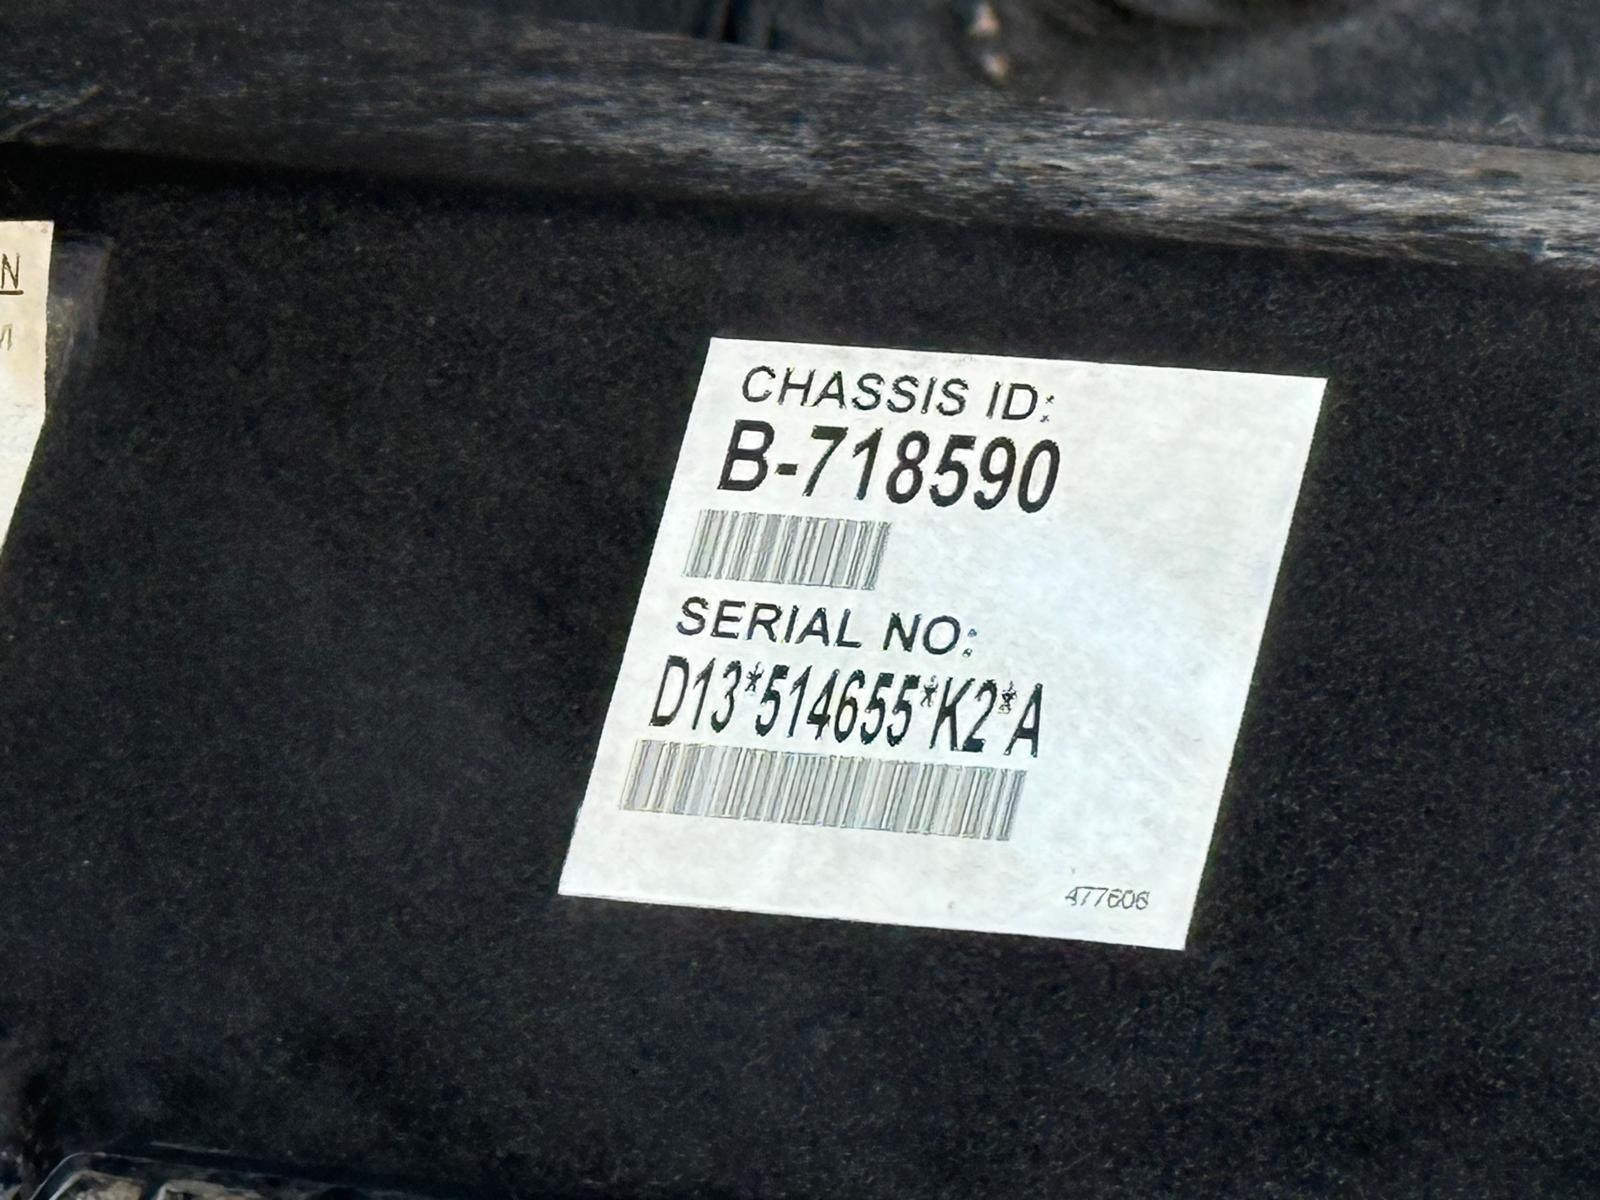 CHASSIS ID:
B-718590
SERIAL NO:
D13*514655*K2*A
477606
N